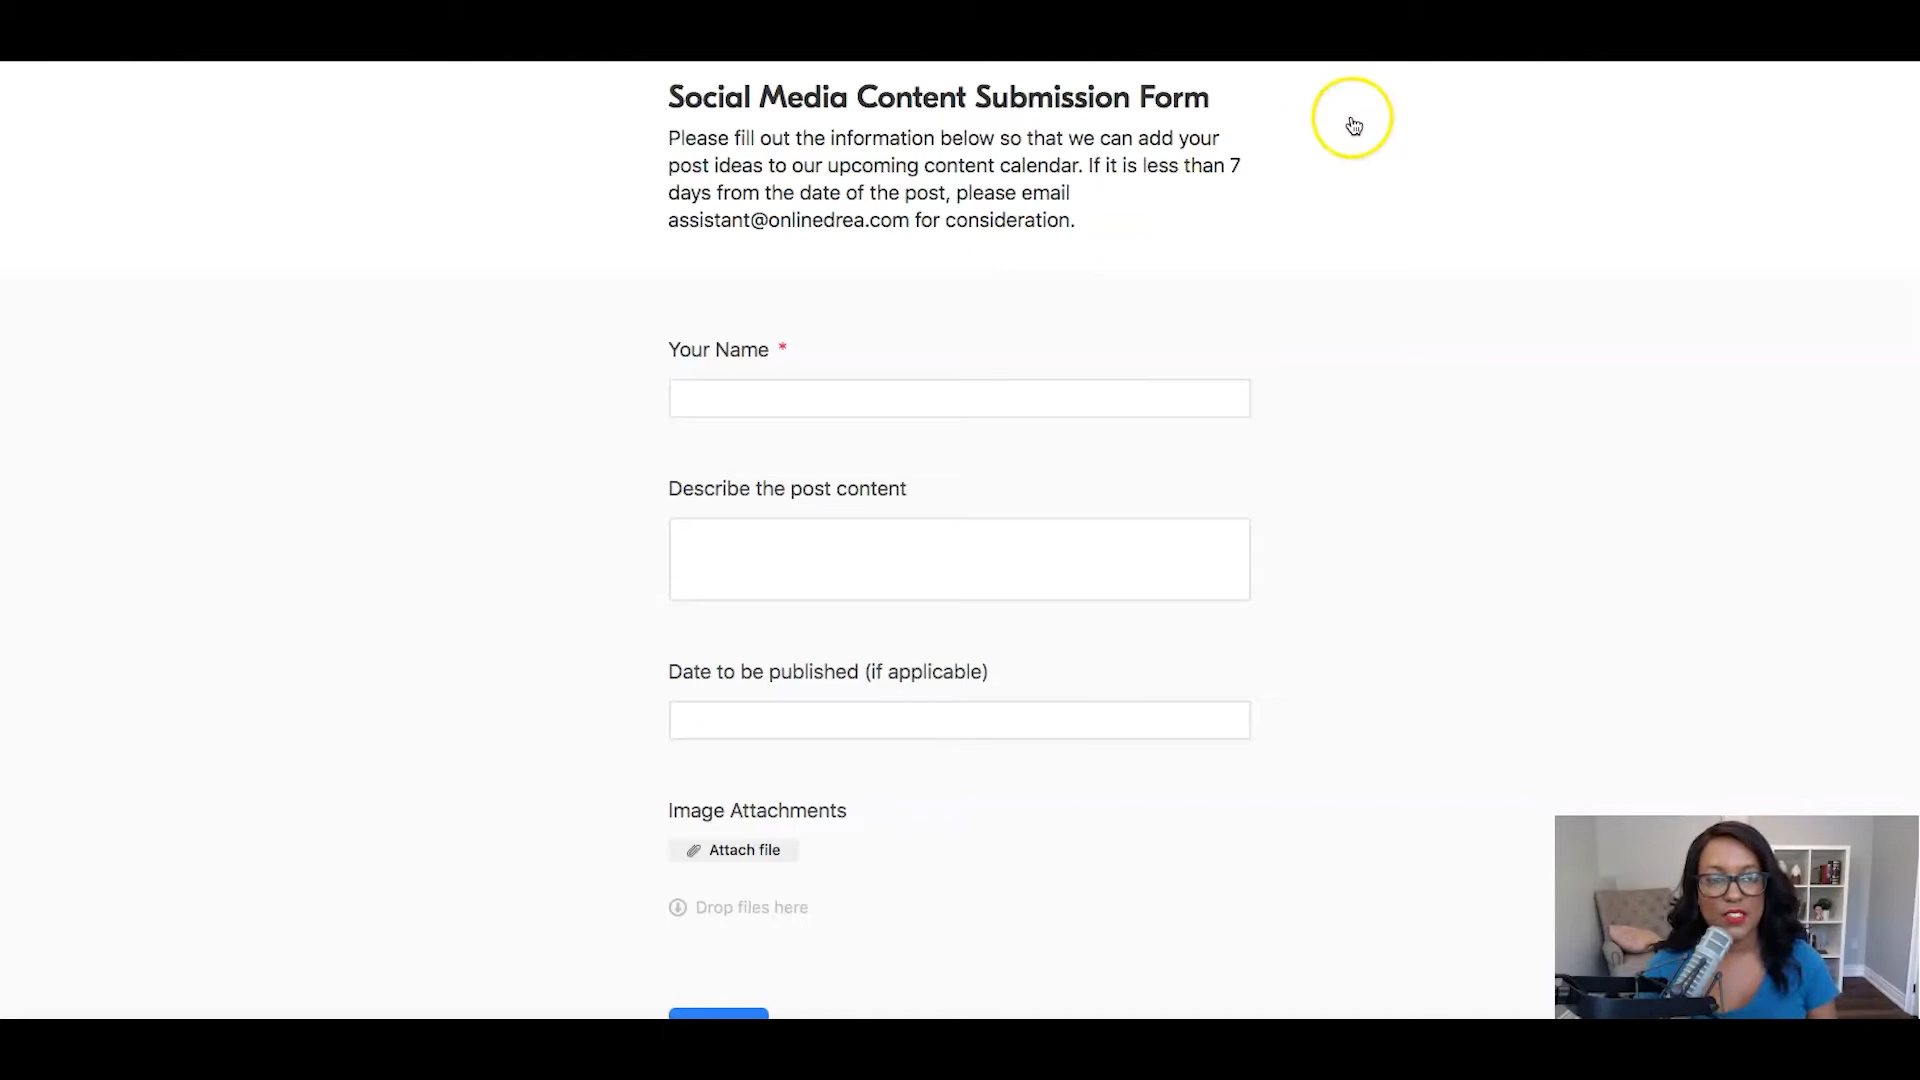 Social Media Content Submission Form
Please fill out the information below so that we can add your
post ideas to our upcoming content calendar. If it is less than 7
days from the date of the post, please email
assistant@onlinedrea.com for consideration.
Your Name *
Describe the post content
Date to be published (if applicable)
Image Attachments
Attach file
Drop files here